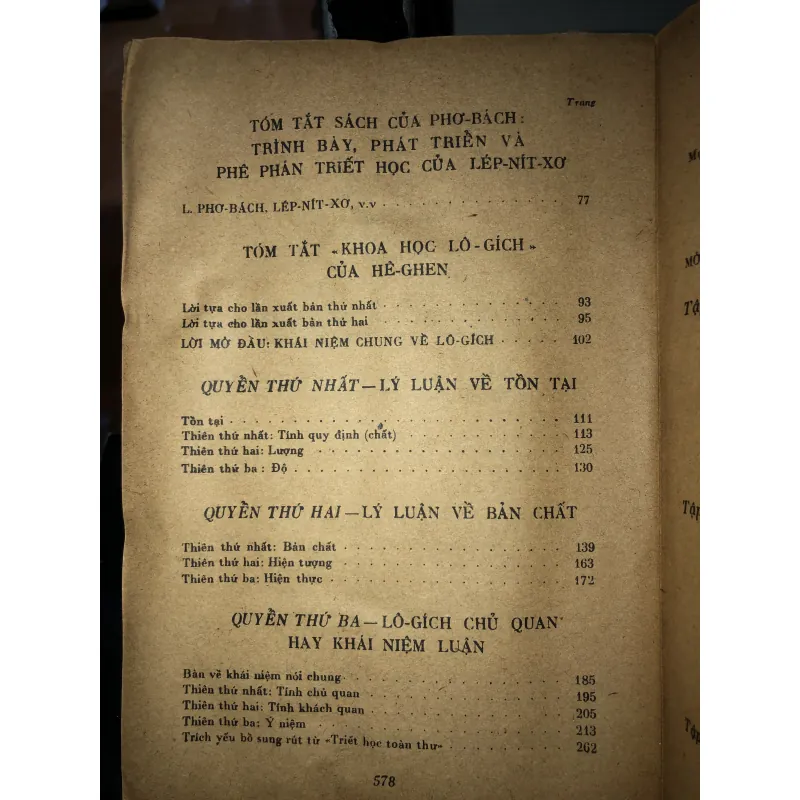 Trang
TÓM TẮT SÁCH CỦA PHƠ-BÁCH:
TRÌNH BÀY, PHÁT TRIỂN VÀ
PHÊ PHÁN TRIẾT HỌC CỦA LÉP-NÍT-XƠ
L. PHƠ-BÁCH, LÉP-NÍT-XƠ, v.v 77
TÓM TẮT «KHOA HỌC LÔ-GÍCH»
CỦA HÊ-GHEN
Lời tựa cho lần xuất bản thứ nhất 93
Lời tựa cho lần xuất bản thứ hai 95
LỜI MỞ ĐẦU: KHÁI NIỆM CHUNG VỀ LÔ-GÍCH 102
QUYỂN THỨ NHẤT — LÝ LUẬN VỀ TỒN TẠI
Tồn tại 111
Thiên thứ nhất: Tính quy định (chất) 113
Thiên thứ hai: Lượng 125
Thiên thứ ba : Độ 130
QUYỂN THỨ HAI — LÝ LUẬN VỀ BẢN CHẤT
Thiên thứ nhất: Bản chất 139
Thiên thứ hai: Hiện tượng 163
Thiên thứ ba: Hiện thực 172
QUYỂN THỨ BA — LÔ-GÍCH CHỦ QUAN
HAY KHÁI NIỆM LUẬN
Bàn về khái niệm nói chung 185
Thiên thứ nhất: Tính chủ quan 195
Thiên thứ hai: Tính khách quan 205
Thiên thứ ba: Ý niệm 213
Trích yếu bổ sung rút từ «Triết học toàn thư» 262
578
MỞ
Tập
Tập